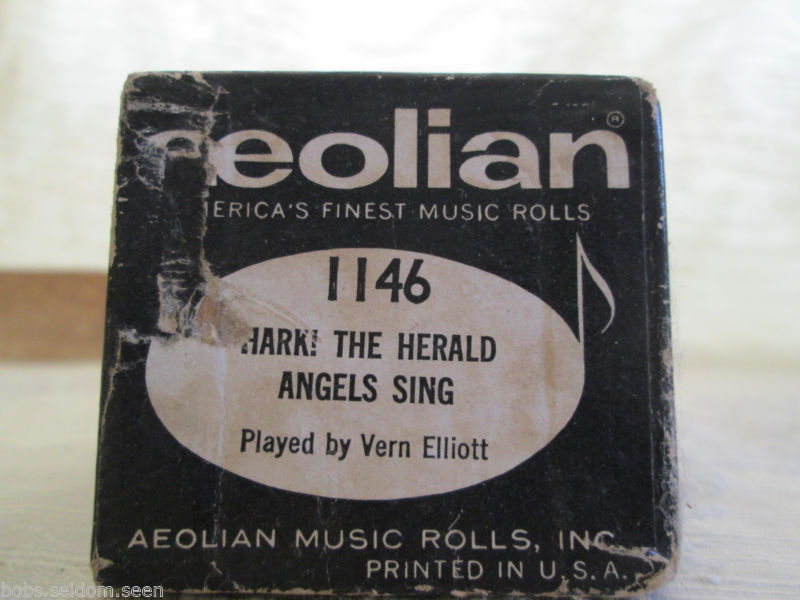 aeolian®
AMERICA'S FINEST MUSIC ROLLS
1146
HARK! THE HERALD
ANGELS SING
Played by Vern Elliott
AEOLIAN MUSIC ROLLS, INC.
PRINTED IN U.S.A.
bobs.seldom.seen